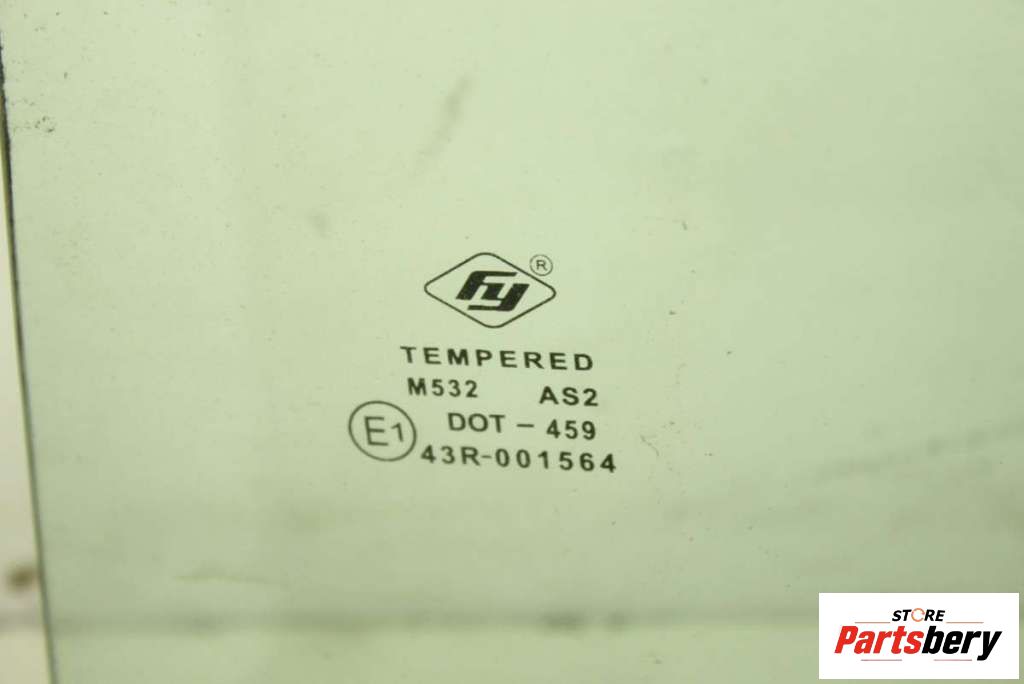 FY ®
TEMPERED
M532 AS2
DOT - 459
E1
43R-001564
STORE
Partsbery